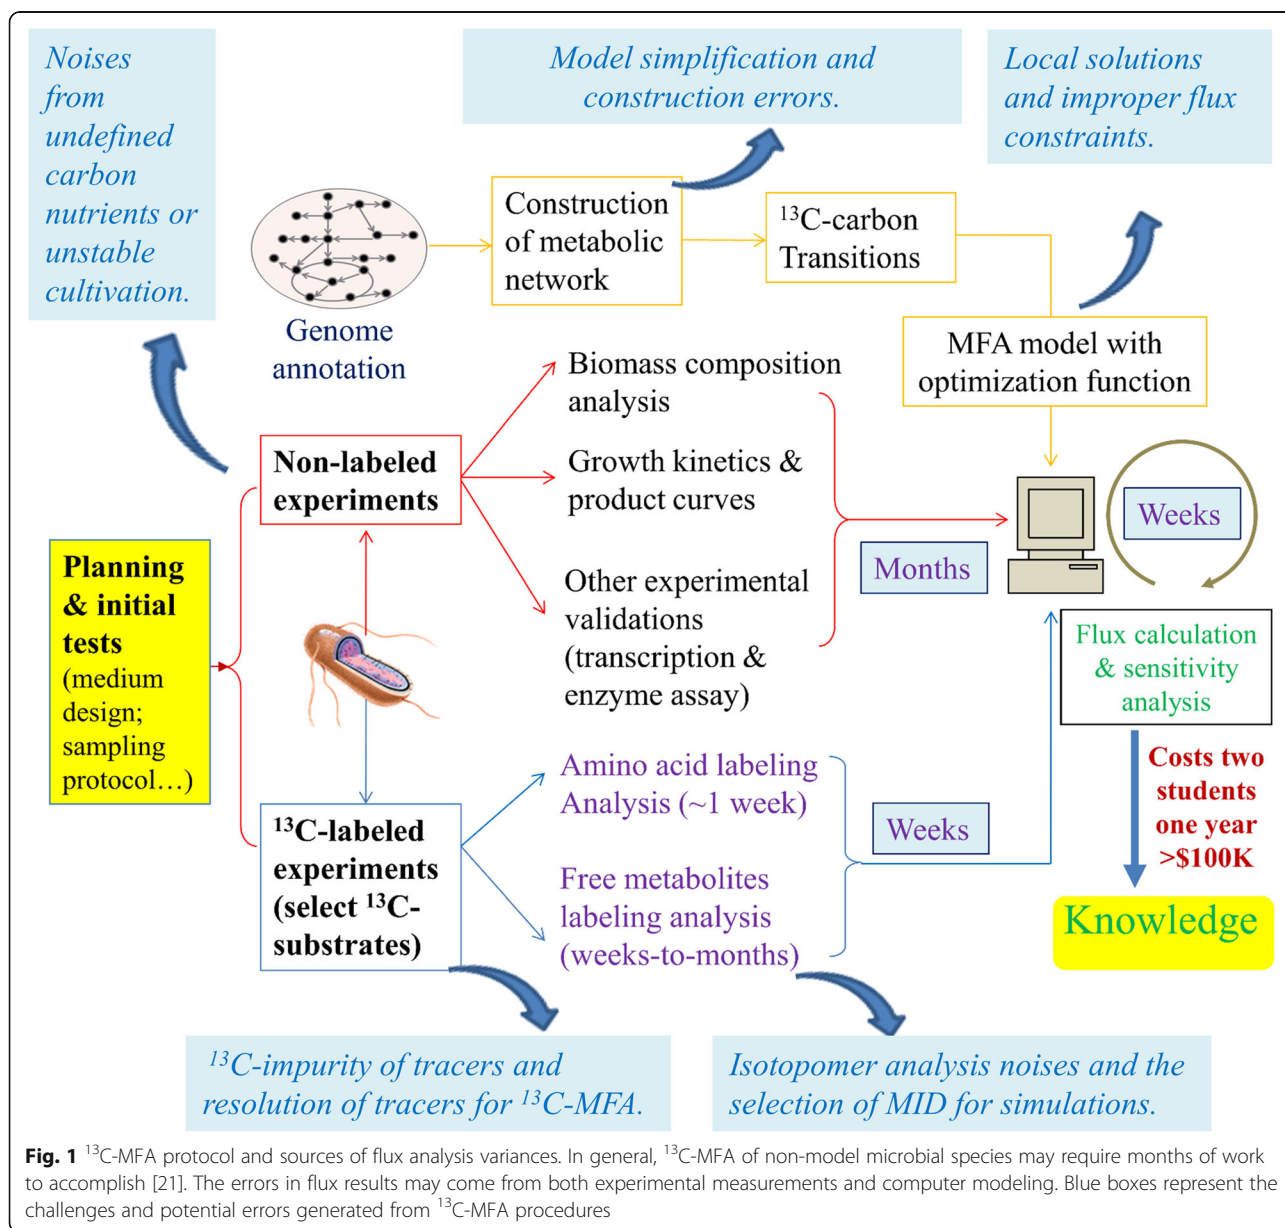 Noises
from
undefined
carbon
nutrients or
unstable
cultivation.
Model simplification and
construction errors.
Local solutions
and improper flux
constraints.
Genome
annotation
Construction
of metabolic
network
¹³C-carbon
Transitions
MFA model with
optimization function
Biomass composition
analysis
Growth kinetics &
product curves
Other experimental
validations
(transcription &
enzyme assay)
Non-labeled
experiments
Months
Weeks
Planning
& initial
tests
(medium
design;
sampling
protocol…)
Flux calculation
& sensitivity
analysis
Costs two
students
one year
>$100K
Knowledge
¹³C-labeled
experiments
(select ¹³C-
substrates)
Amino acid labeling
Analysis (~1 week)
Free metabolites
labeling analysis
(weeks-to-months)
Weeks
¹³C-impurity of tracers and
resolution of tracers for ¹³C-MFA.
Isotopomer analysis noises and the
selection of MID for simulations.
Fig. 1 ¹³C-MFA protocol and sources of flux analysis variances. In general, ¹³C-MFA of non-model microbial species may require months of work
to accomplish [21]. The errors in flux results may come from both experimental measurements and computer modeling. Blue boxes represent the
challenges and potential errors generated from ¹³C-MFA procedures